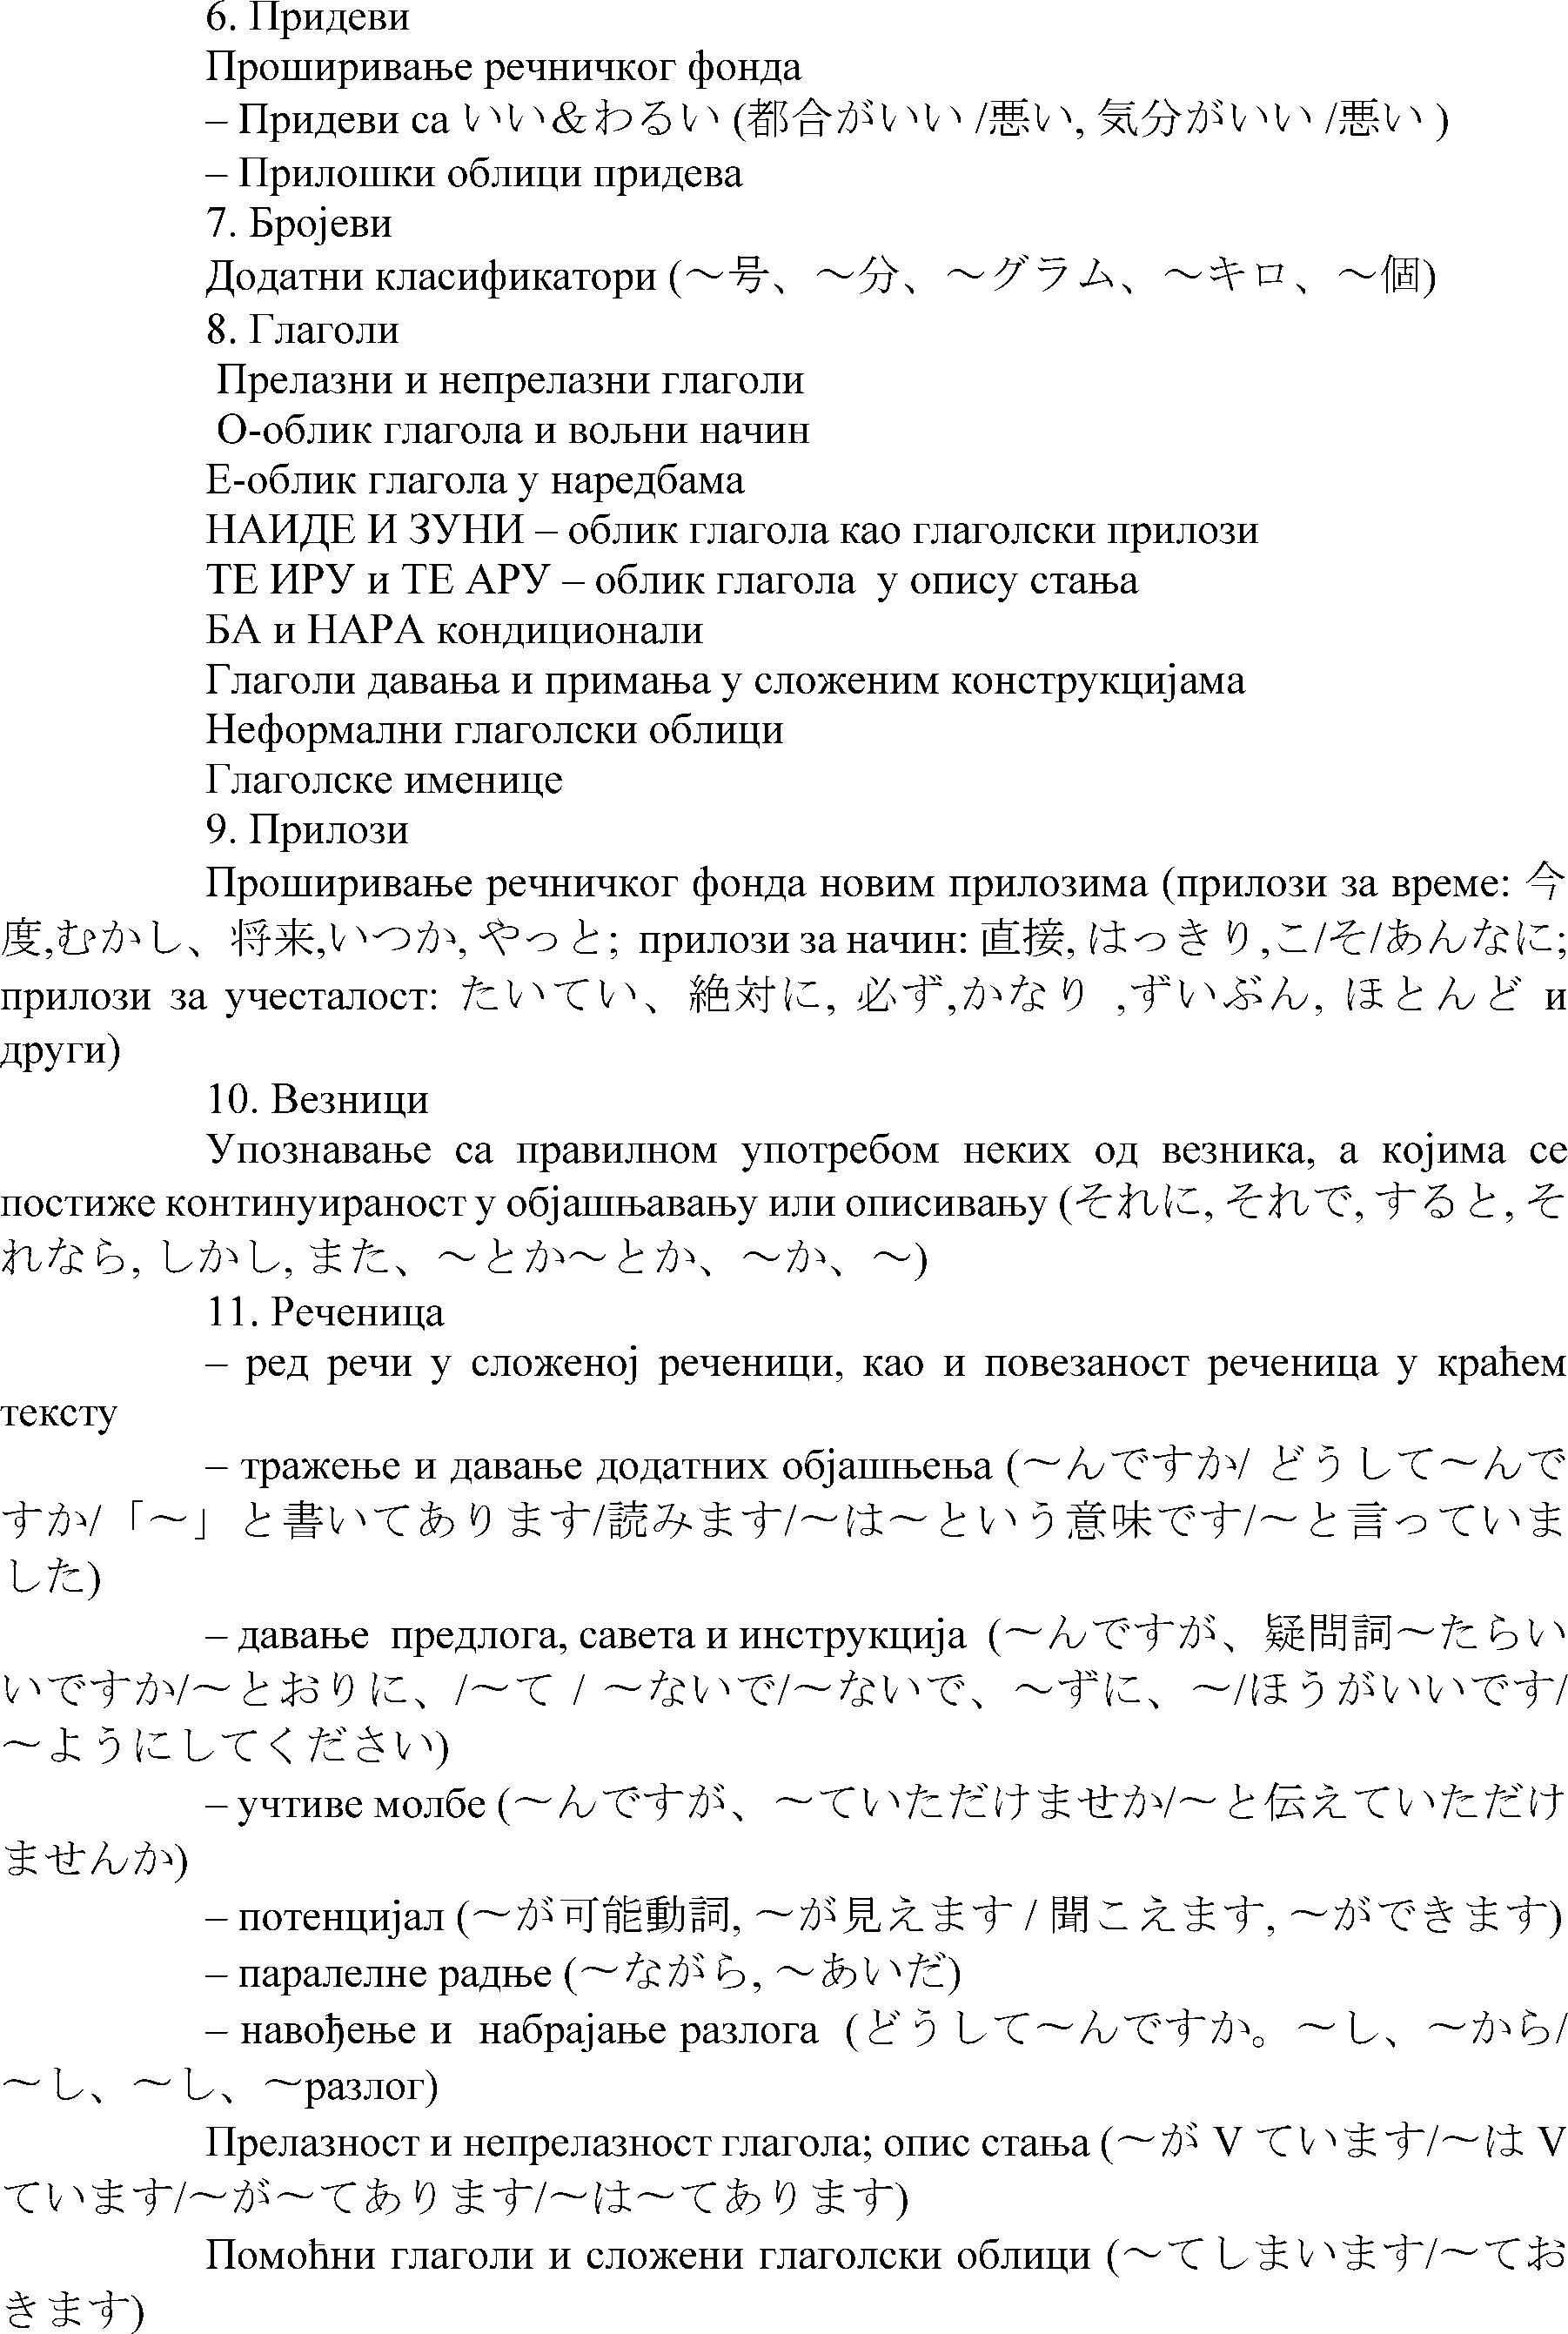 6. Придеви
Проширивање речничког фонда
– Придеви са いい&わるい (都合がいい /悪い, 気分がいい /悪い )
– Прилошки облици придева
7. Бројеви
Додатни класификатори (～号、～分、～グラム、～キロ、～個)
8. Глаголи
Прелазни и непрелазни глаголи
О-облик глагола и вољни начин
Е-облик глагола у наредбама
НАИДЕ И ЗУНИ – облик глагола као глаголски прилози
ТЕ ИРУ и ТЕ АРУ – облик глагола  у опису стања
БА и НАРА кондиционали
Глаголи давања и примања у сложеним конструкцијама
Неформални глаголски облици
Глаголске именице
9. Прилози
Проширивање речничког фонда новим прилозима (прилози за време: 今
度,むかし、将来,いつか, やっと;  прилози за начин: 直接, はっきり,こ/そ/あんなに;
прилози за учесталост: たいてい、絶対に, 必ず,かなり ,ずいぶん, ほとんど и
други)
10. Везници
Упознавање са правилном употребом неких од везника, а којима се
постиже континуираност у објашњавању или описивању (それに, それで, すると, そ
れなら, しかし, また、～とか～とか、～か、～)
11. Реченица
– ред речи у сложеној реченици, као и повезаност реченица у краћем
тексту
– тражење и давање додатних објашњења (～んですか/ どうして～んで
すか/「～」と書いてあります/読みます/～は～という意味です/～と言っていま
した)
– давање  предлога, савета и инструкција  (～んですが、疑問詞～たらい
いですか/～とおりに、/～て / ～ないで/～ないで、～ずに、～/ほうがいいです/
～ようにしてください)
– учтиве молбе (～んですが、～ていただけませか/～と伝えていただけ
ませんか)
– потенцијал (～が可能動詞, ～が見えます / 聞こえます, ～ができます)
– паралелне радње (～ながら, ～あいだ)
– навођење и  набрајање разлога  (どうして～んですか。～し、～から/
～し、～し、～разлог)
Прелазност и непрелазност глагола; опис стања (～が V ています/～は V
ています/～が～てあります/～は～てあります)
Помоћни глаголи и сложени глаголски облици (～てしまいます/～てお
きます)